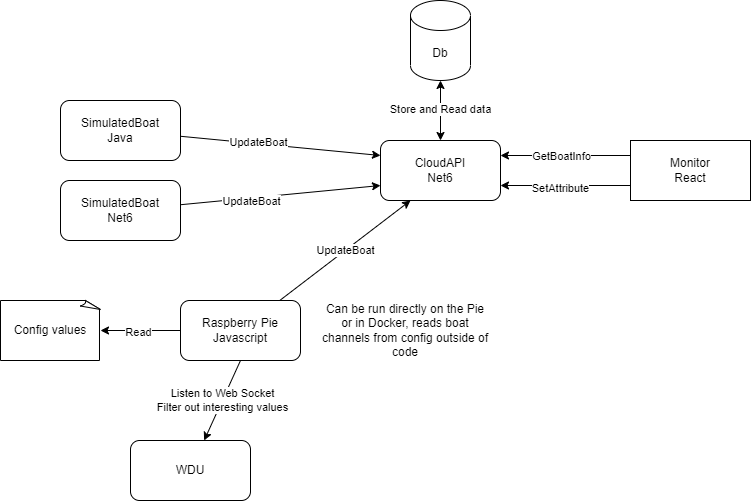 Db
Store and Read data
SimulatedBoat
Java
UpdateBoat
CloudAPI
Net6
GetBoatInfo
SetAttribute
Monitor
React
SimulatedBoat
Net6
UpdateBoat
UpdateBoat
Config values
Read
Raspberry Pie
Javascript
Can be run directly on the Pie
or in Docker, reads boat
channels from config outside of
code
Listen to Web Socket
Filter out interesting values
WDU